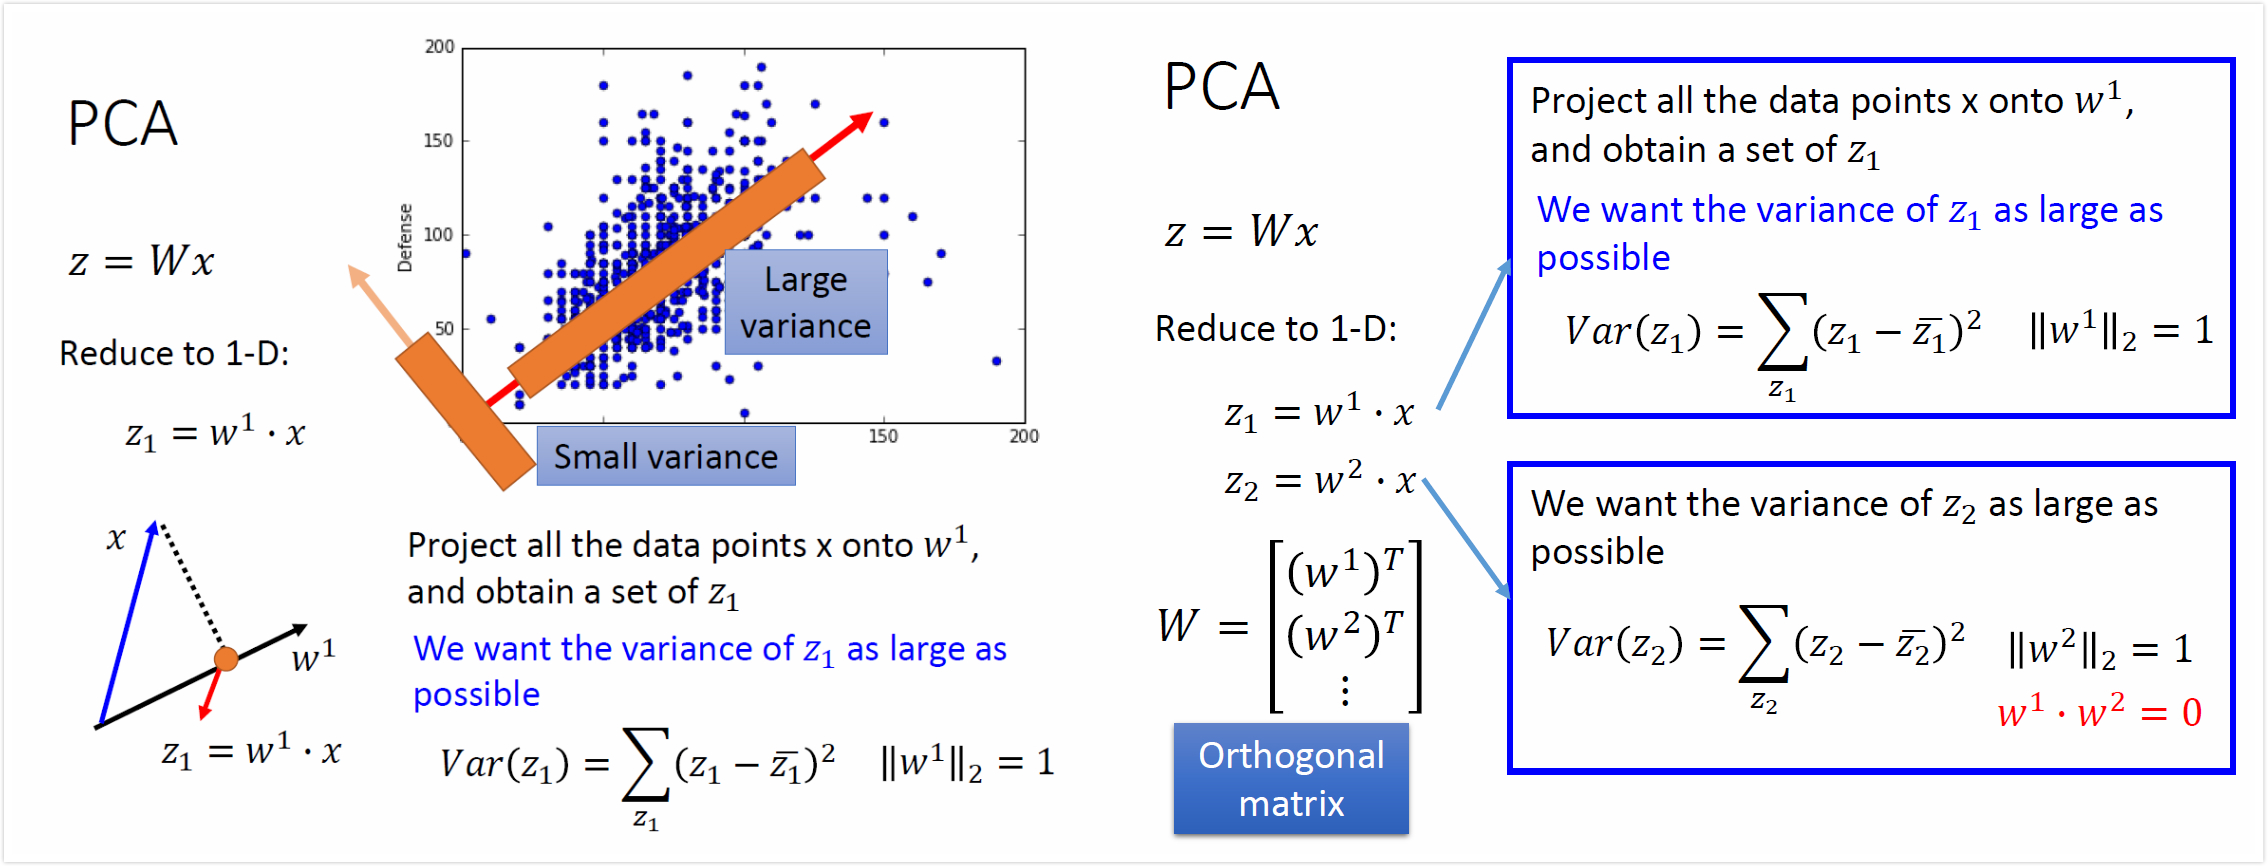 PCA
z = Wx
Reduce to 1-D:
z₁ = w¹ · x
x
w¹
z₁ = w¹ · x
200
150
100
50
Defense
150
200
Large
variance
Small variance
Project all the data points x onto w¹,
and obtain a set of z₁
We want the variance of z₁ as large as
possible
Var(z₁) = ∑_{z₁} (z₁ − z̄₁)² ‖w¹‖₂ = 1
PCA
z = Wx
Reduce to 1-D:
z₁ = w¹ · x
z₂ = w² · x
W = [(w¹)ᵀ
(w²)ᵀ
⋮]
Orthogonal
matrix
Project all the data points x onto w¹,
and obtain a set of z₁
We want the variance of z₁ as large as
possible
Var(z₁) = ∑_{z₁} (z₁ − z̄₁)² ‖w¹‖₂ = 1
We want the variance of z₂ as large as
possible
Var(z₂) = ∑_{z₂} (z₂ − z̄₂)² ‖w²‖₂ = 1
w¹ · w² = 0